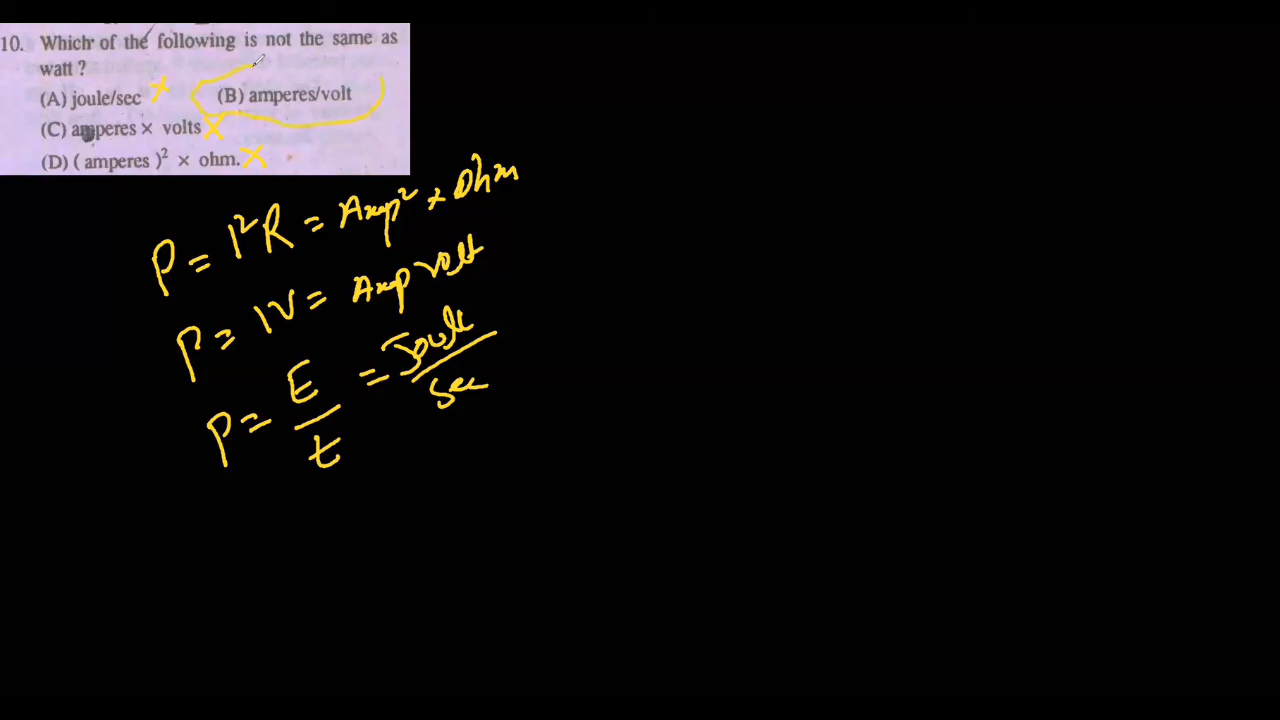 10. Which of the following is not the same as
watt ?
(A) joule/sec (B) amperes/volt
(C) amperes × volts
(D) ( amperes )² × ohm.
P = I²R = Amp² × Ohm
P = IV = Amp volt
P = E/t = Joule/sec